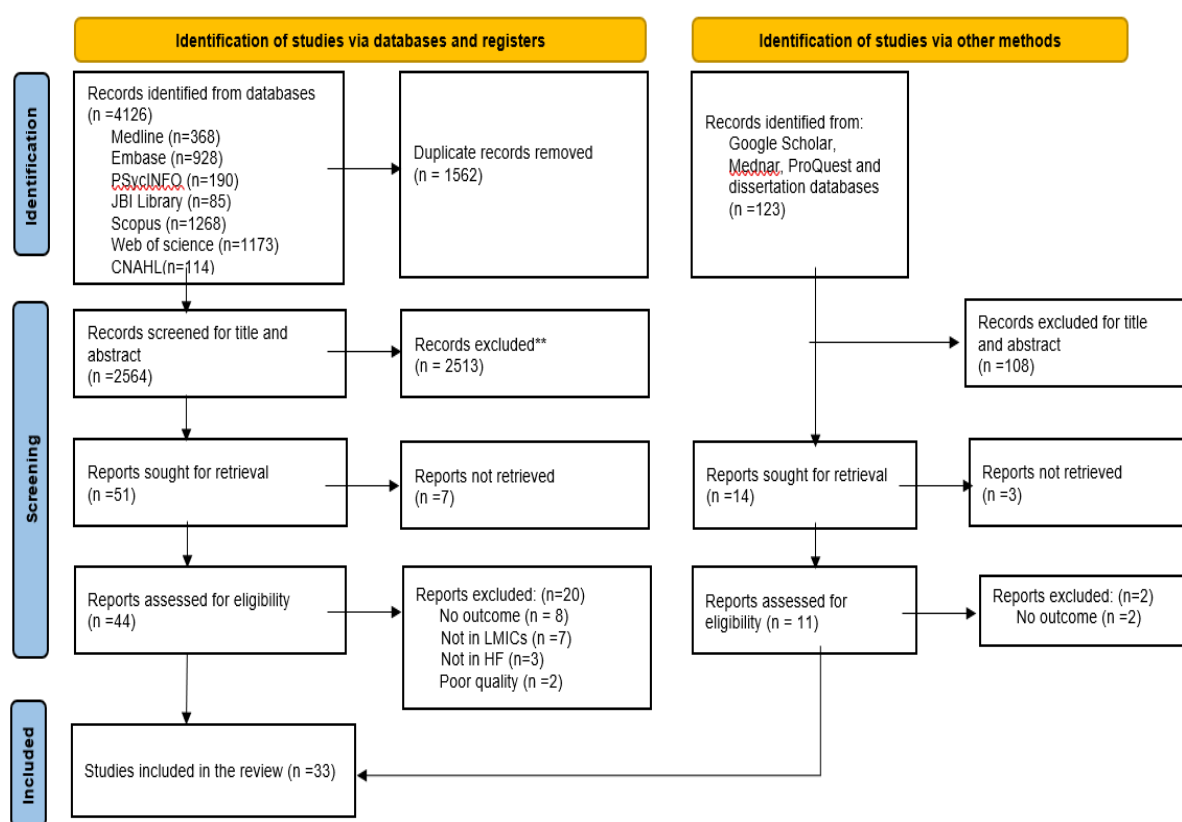 Identification of studies via databases and registers
Identification of studies via other methods
Identification
Records identified from databases
(n =4126)
Medline (n=368)
Embase (n=928)
PSycINFO (n=190)
JBI Library (n=85)
Scopus (n=1268)
Web of science (n=1173)
CNAHL(n=114)
Duplicate records removed
(n = 1562)
Records identified from:
Google Scholar,
Mednar, ProQuest and
dissertation databases
(n =123)
Screening
Records screened for title and
abstract
(n =2564)
Records excluded**
(n = 2513)
Records excluded for title
and abstract
(n =108)
Reports sought for retrieval
(n =51)
Reports not retrieved
(n =7)
Reports sought for retrieval
(n =14)
Reports not retrieved
(n =3)
Reports assessed for eligibility
(n =44)
Reports excluded: (n=20)
No outcome (n = 8)
Not in LMICs (n =7)
Not in HF (n=3)
Poor quality (n =2)
Reports assessed for
eligibility (n = 11)
Reports excluded: (n=2)
No outcome (n =2)
Included
Studies included in the review (n =33)